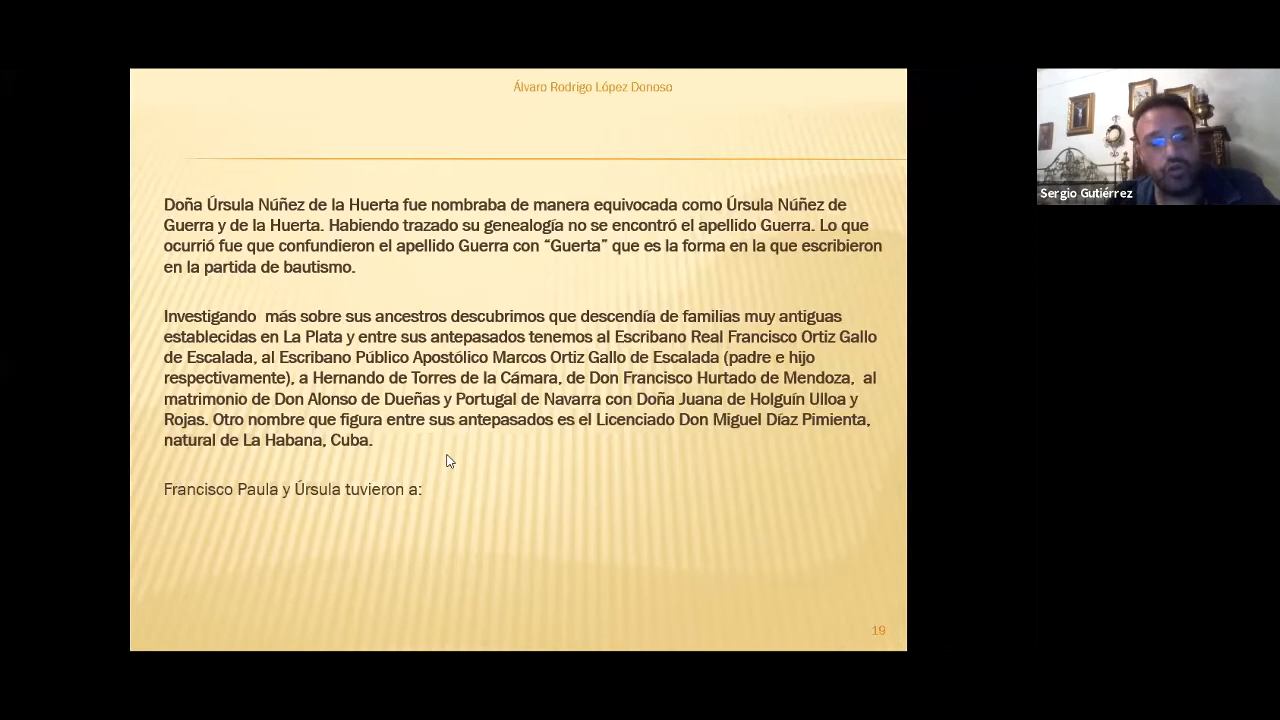 Álvaro Rodrigo López Donoso
Doña Úrsula Núñez de la Huerta fue nombraba de manera equivocada como Úrsula Núñez de
Guerra y de la Huerta. Habiendo trazado su genealogía no se encontró el apellido Guerra. Lo que
ocurrió fue que confundieron el apellido Guerra con “Guerta” que es la forma en la que escribieron
en la partida de bautismo.
Investigando  más sobre sus ancestros descubrimos que descendía de familias muy antiguas
establecidas en La Plata y entre sus antepasados tenemos al Escribano Real Francisco Ortiz Gallo
de Escalada, al Escribano Público Apostólico Marcos Ortiz Gallo de Escalada (padre e hijo
respectivamente), a Hernando de Torres de la Cámara, de Don Francisco Hurtado de Mendoza,  al
matrimonio de Don Alonso de Dueñas y Portugal de Navarra con Doña Juana de Holguín Ulloa y
Rojas. Otro nombre que figura entre sus antepasados es el Licenciado Don Miguel Díaz Pimienta,
natural de La Habana, Cuba.
Francisco Paula y Úrsula tuvieron a:
19
Sergio Gutiérrez